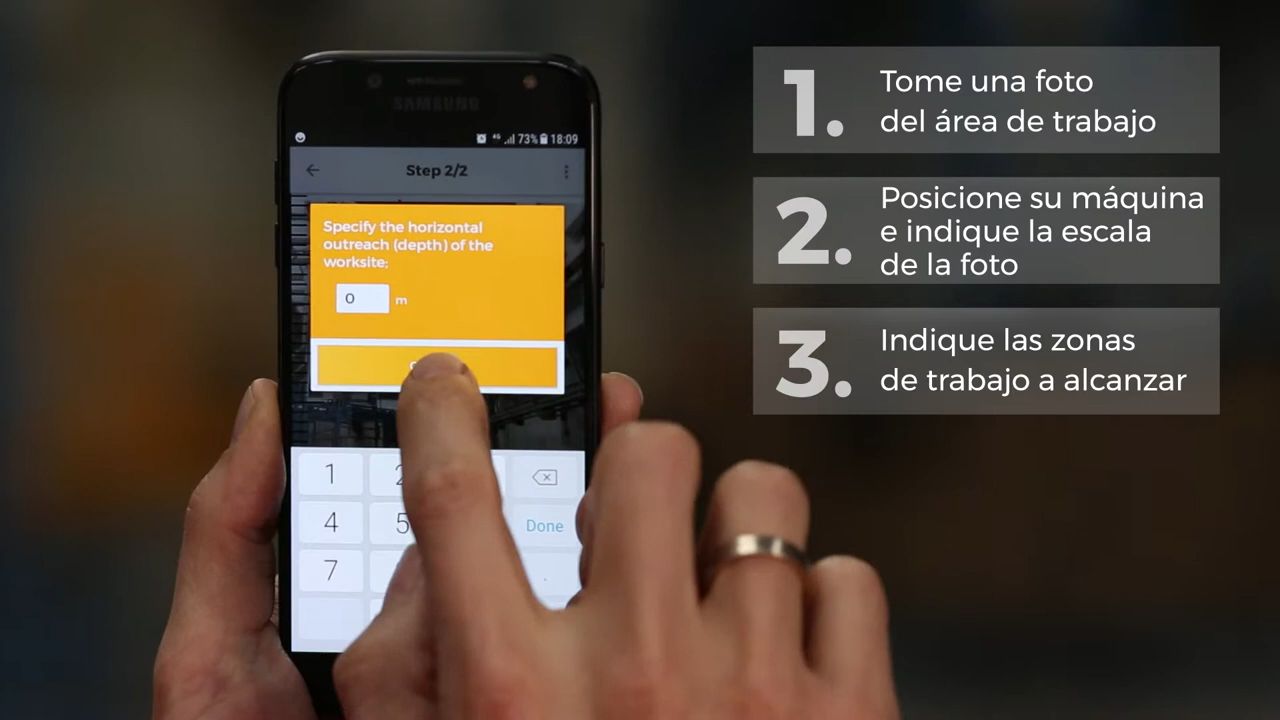 SAMSUNG
4G 73% 18:09
Step 2/2
Specify the horizontal
outreach (depth) of the
worksite:
0 m
1
4 5
Done
7
1. Tome una foto
del área de trabajo
2. Posicione su máquina
e indique la escala
de la foto
3. Indique las zonas
de trabajo a alcanzar